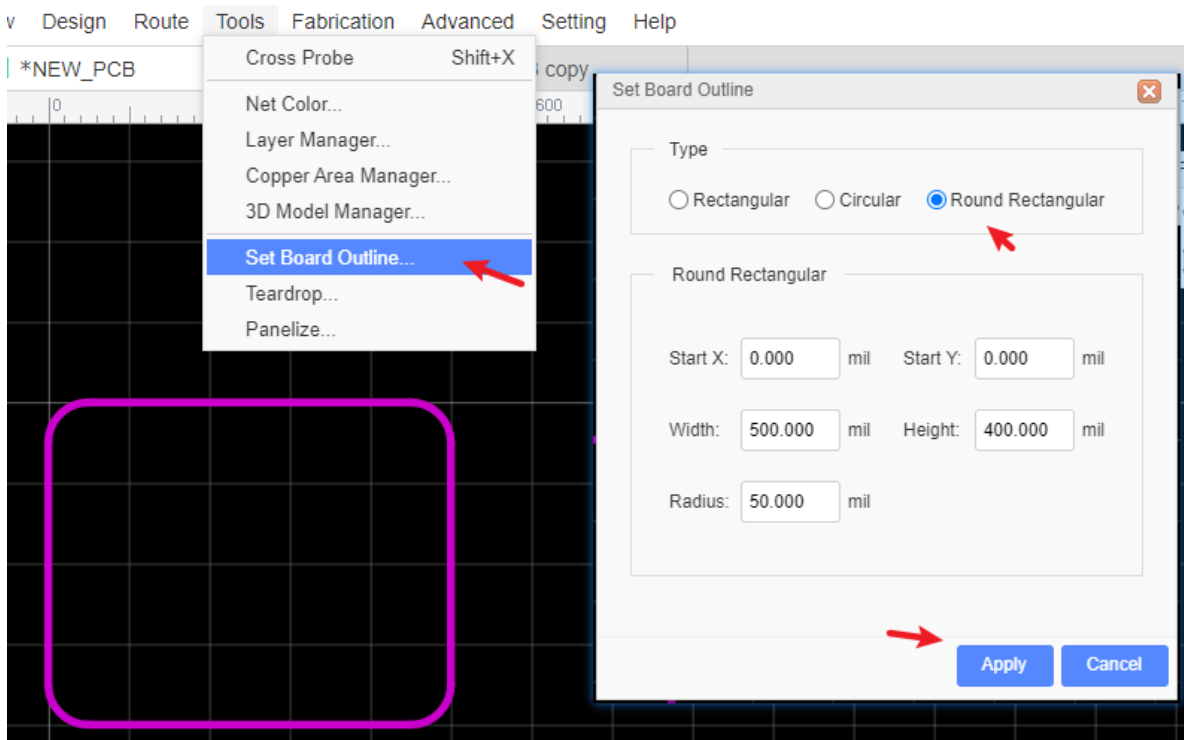 Design Route Tools Fabrication Advanced Setting Help
*NEW_PCB
copy
0
600
Cross Probe Shift+X
Net Color...
Layer Manager...
Copper Area Manager...
3D Model Manager...
Set Board Outline...
Teardrop...
Panelize...
Set Board Outline
Type
Rectangular Circular Round Rectangular
Round Rectangular
Start X: 0.000 mil Start Y: 0.000 mil
Width: 500.000 mil Height: 400.000 mil
Radius: 50.000 mil
Apply Cancel